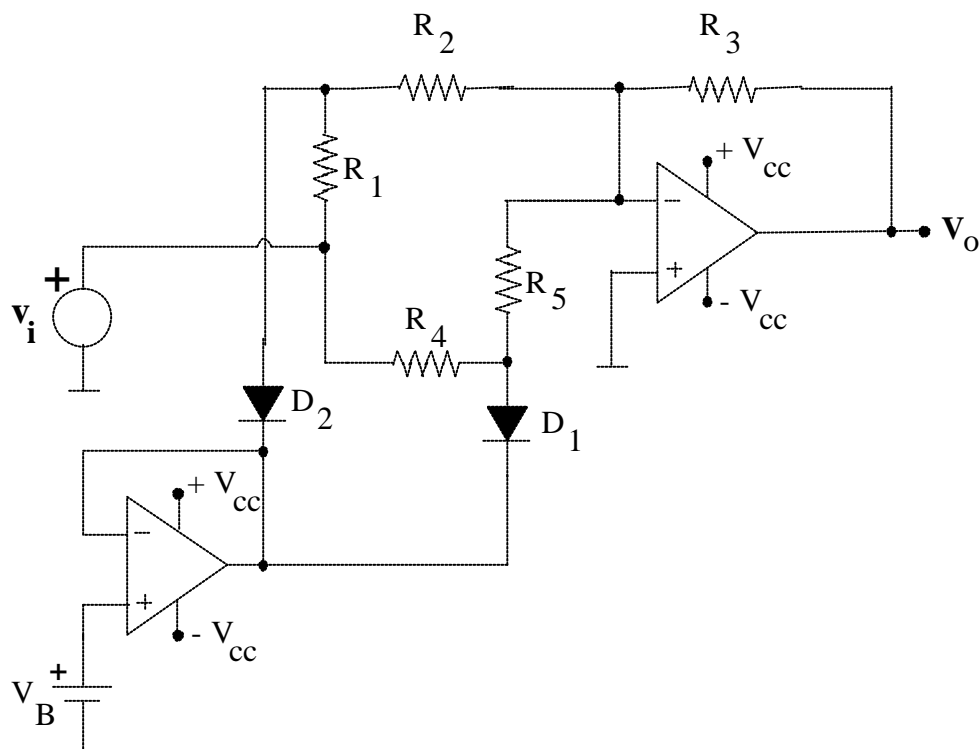 R2
R3
+ Vcc
R1
−
+
vo
+
vi
R5
- Vcc
R4
D2
D1
+ Vcc
−
+
- Vcc
+
VB